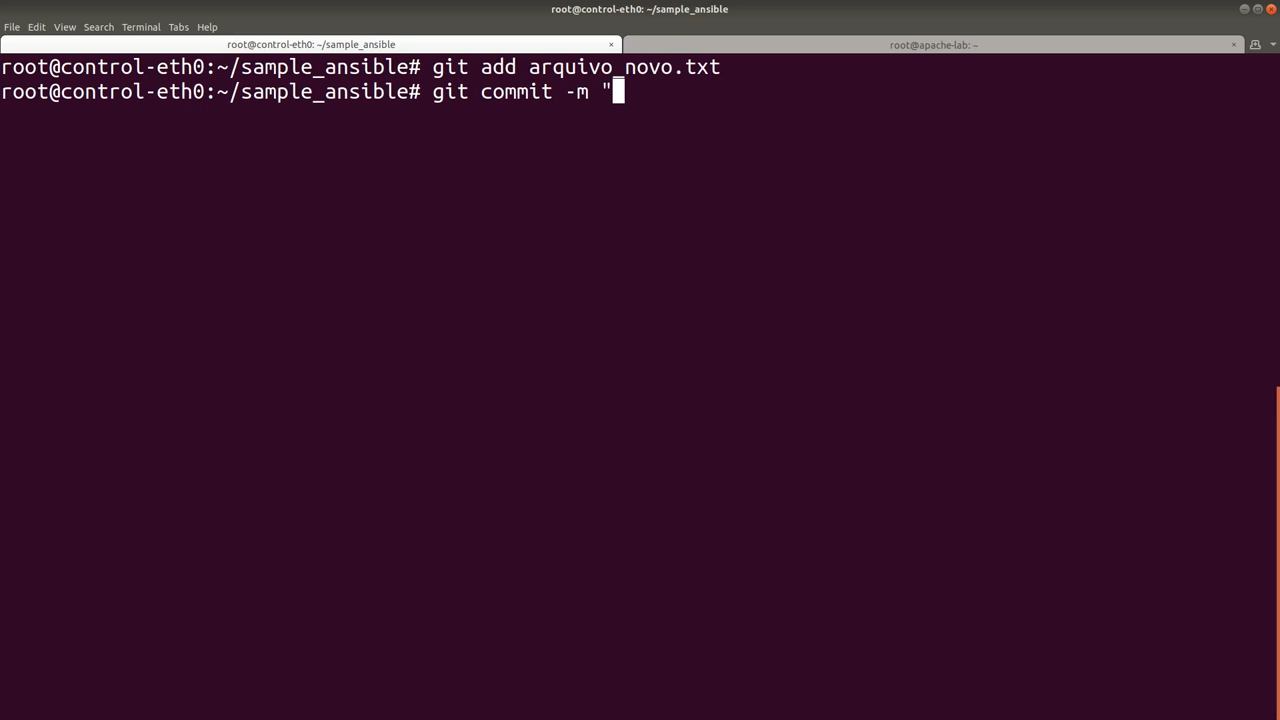 root@control-eth0: ~/sample_ansible
File Edit View Search Terminal Tabs Help
root@control-eth0: ~/sample_ansible × root@apache-lab: ~ ×
root@control-eth0:~/sample_ansible# git add arquivo_novo.txt
root@control-eth0:~/sample_ansible# git commit -m "